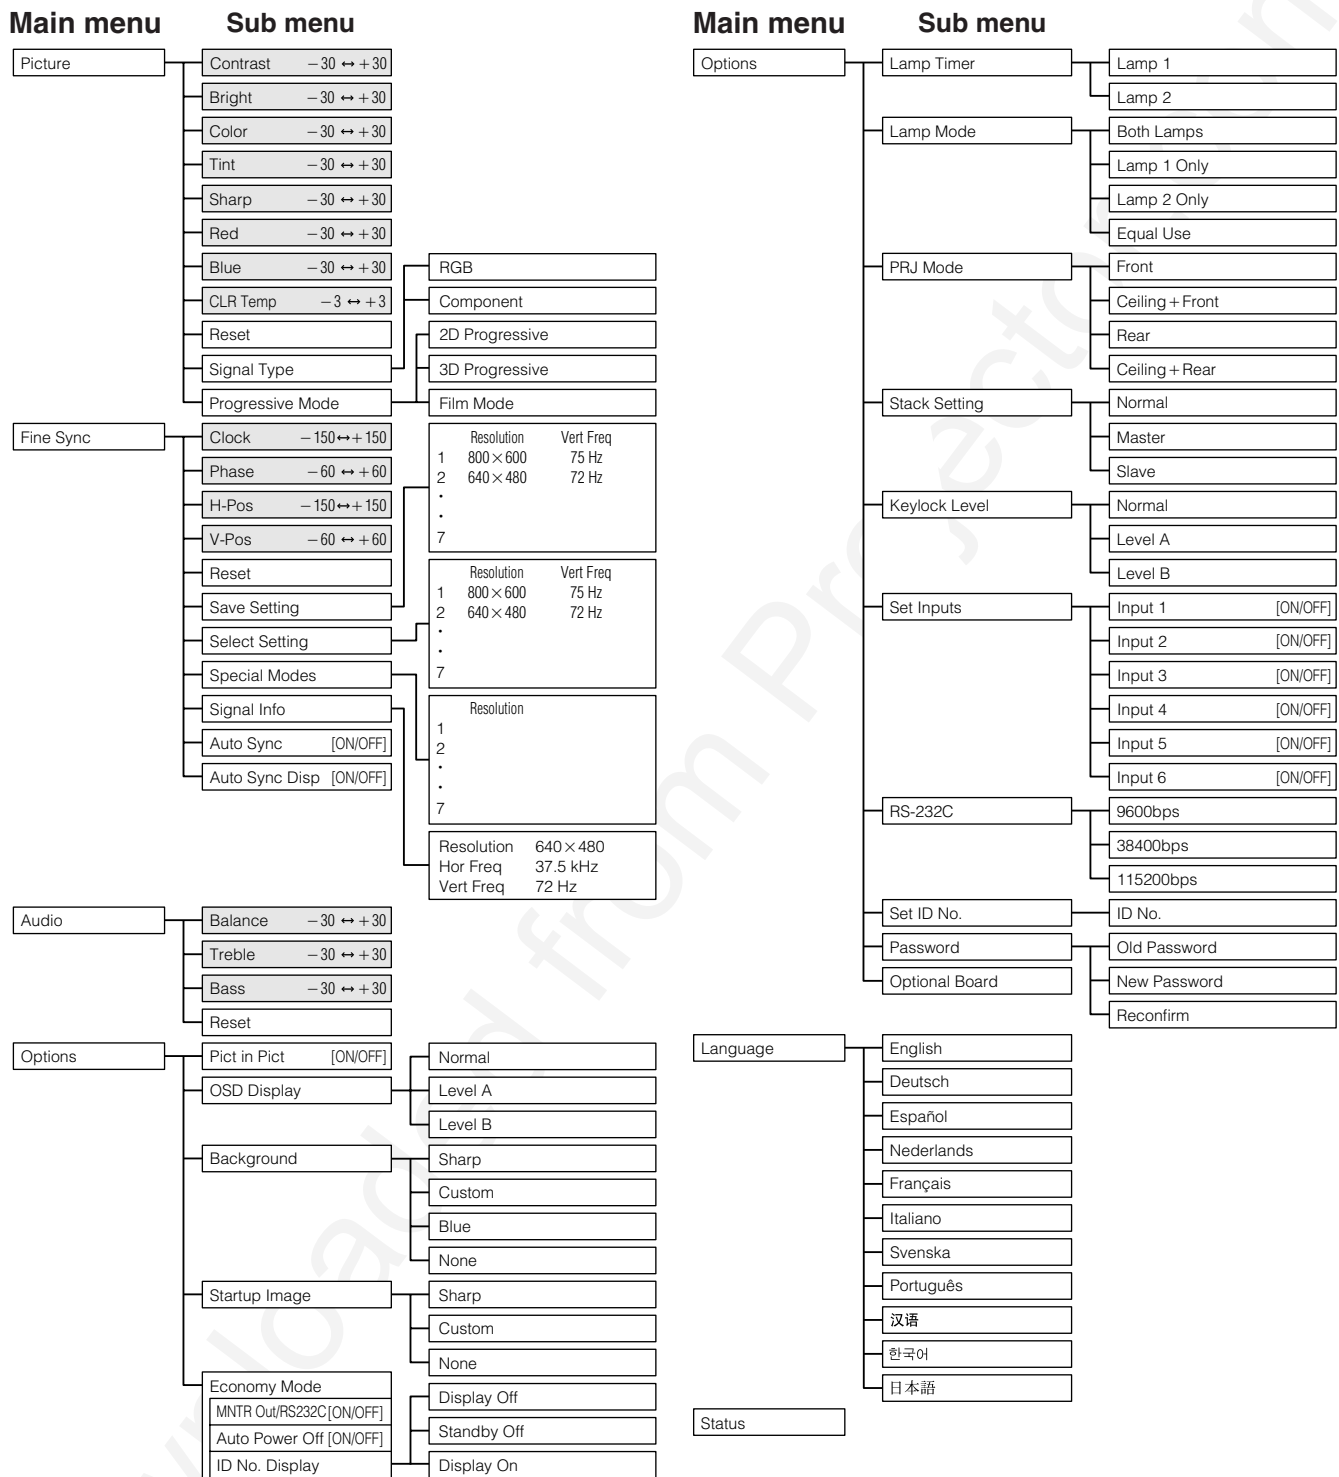 Main menu Sub menu
Picture
Contrast −30 ↔ +30
Bright −30 ↔ +30
Color −30 ↔ +30
Tint −30 ↔ +30
Sharp −30 ↔ +30
Red −30 ↔ +30
Blue −30 ↔ +30
CLR Temp −3 ↔ +3
Reset
Signal Type
RGB
Component
Progressive Mode
2D Progressive
3D Progressive
Film Mode
Fine Sync
Clock −150↔+150
Phase −60 ↔ +60
H-Pos −150↔+150
V-Pos −60 ↔ +60
Reset
Save Setting
Select Setting
Special Modes
Signal Info
Auto Sync [ON/OFF]
Auto Sync Disp [ON/OFF]
Resolution Vert Freq
1 800×600 75 Hz
2 640×480 72 Hz
•
•
7
Resolution Vert Freq
1 800×600 75 Hz
2 640×480 72 Hz
•
•
7
Resolution
1
2
•
•
7
Resolution 640×480
Hor Freq 37.5 kHz
Vert Freq 72 Hz
Audio
Balance −30 ↔ +30
Treble −30 ↔ +30
Bass −30 ↔ +30
Reset
Options
Pict in Pict [ON/OFF]
OSD Display
Normal
Level A
Level B
Background
Sharp
Custom
Blue
None
Startup Image
Sharp
Custom
None
Economy Mode
MNTR Out/RS232C [ON/OFF]
Auto Power Off [ON/OFF]
ID No. Display
Display Off
Standby Off
Display On
Main menu Sub menu
Options
Lamp Timer
Lamp 1
Lamp 2
Lamp Mode
Both Lamps
Lamp 1 Only
Lamp 2 Only
Equal Use
PRJ Mode
Front
Ceiling+Front
Rear
Ceiling+Rear
Stack Setting
Normal
Master
Slave
Keylock Level
Normal
Level A
Level B
Set Inputs
Input 1 [ON/OFF]
Input 2 [ON/OFF]
Input 3 [ON/OFF]
Input 4 [ON/OFF]
Input 5 [ON/OFF]
Input 6 [ON/OFF]
RS-232C
9600bps
38400bps
115200bps
Set ID No.
ID No.
Password
Old Password
New Password
Reconfirm
Optional Board
Language
English
Deutsch
Español
Nederlands
Français
Italiano
Svenska
Português
汉语
한국어
日本語
Status